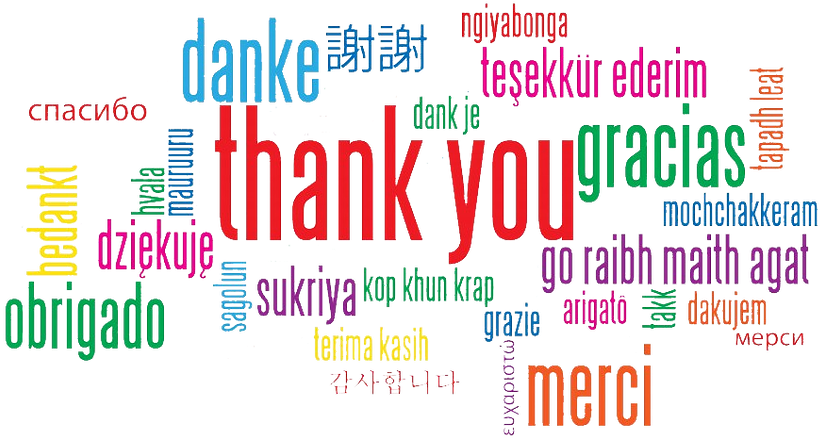 ngiyabonga
danke
謝謝
teşekkür ederim
спасибо
dank je
tapadh leat
thank you
gracias
hvala
mauruuru
bedankt
mochchakkeram
dziękuję
go raibh maith agat
sagolun
sukriya
kop khun krap
obrigado
grazie
arigatō
takk
dakujem
terima kasih
мерси
감사합니다
ευχαριστώ
merci